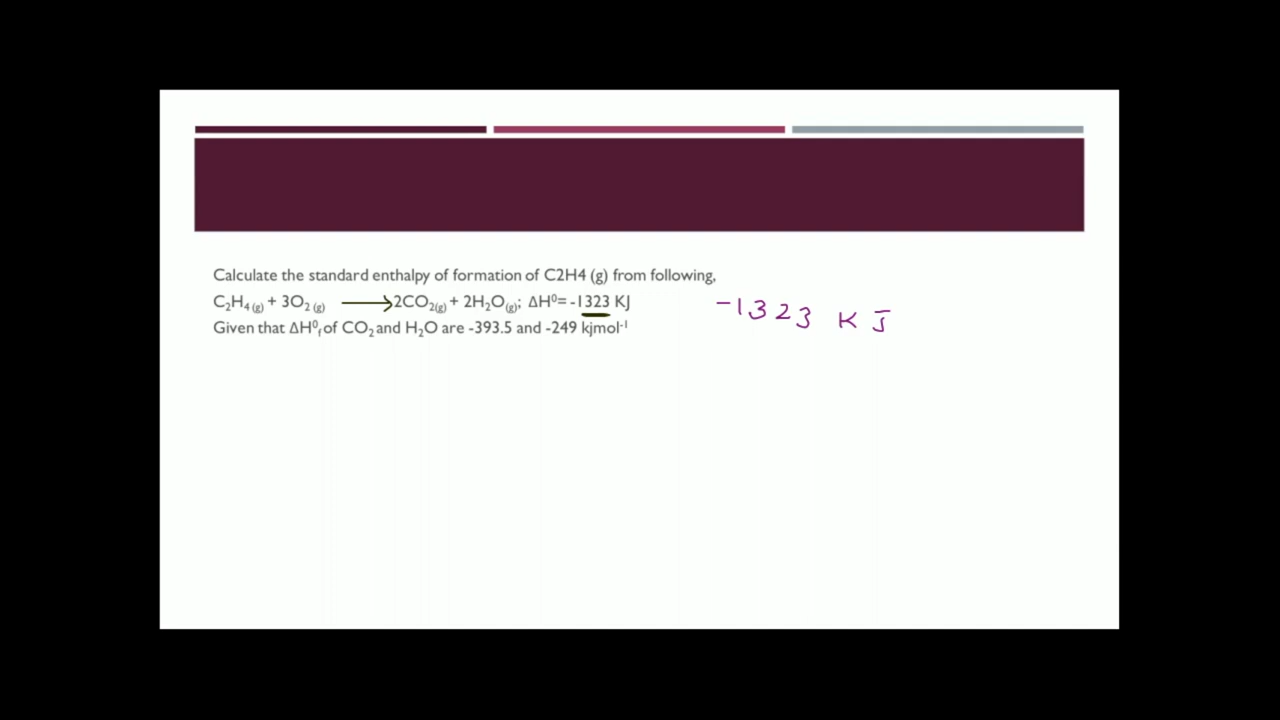 Calculate the standard enthalpy of formation of C2H4 (g) from following,
C₂H₄ (g) + 3O₂ (g) ⟶ 2CO₂(g) + 2H₂O(g); ΔH⁰= -1323 KJ
-1323 KJ
Given that ΔH⁰f of CO₂ and H₂O are -393.5 and -249 kjmol⁻¹